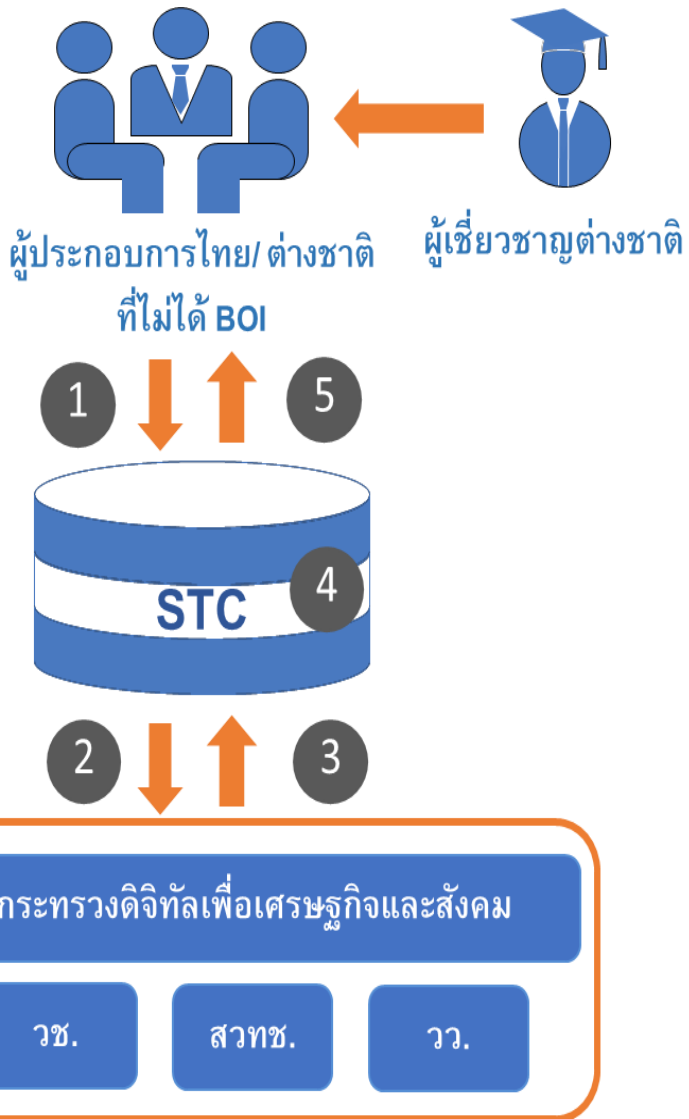 ผู้เชี่ยวชาญต่างชาติ
ผู้ประกอบการไทย/ ต่างชาติ
ที่ไม่ได้ BOI
1
5
STC
4
2
3
กระทรวงดิจิทัลเพื่อเศรษฐกิจและสังคม
วช.
สวทช.
วว.